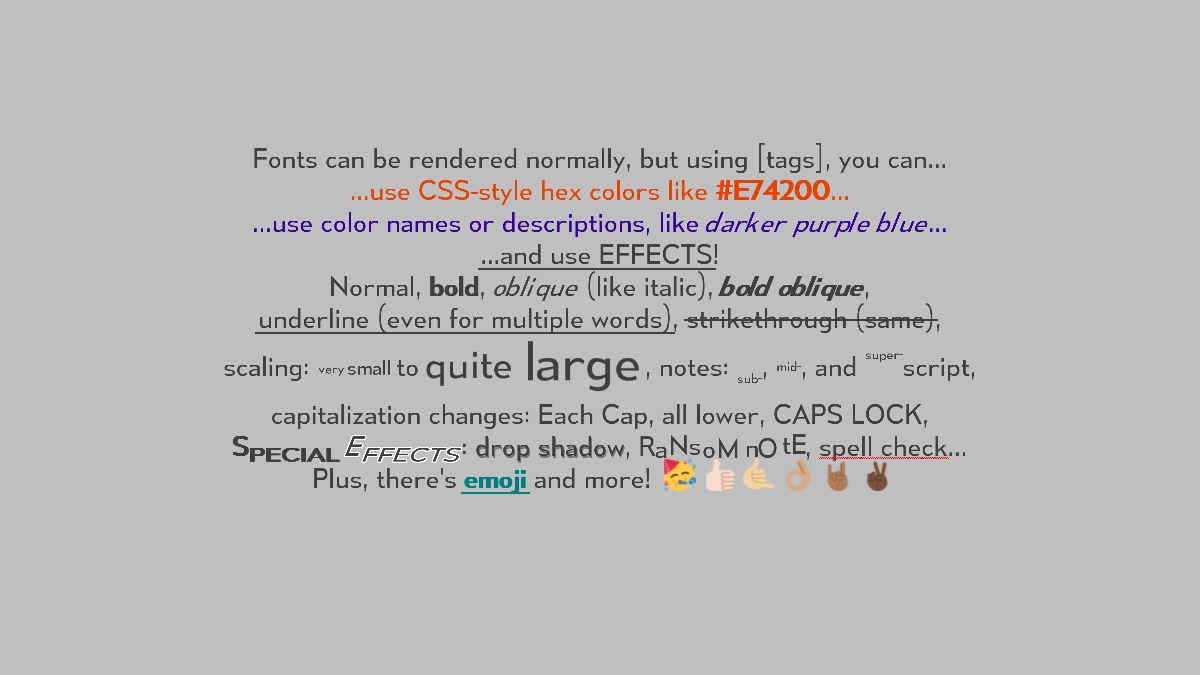 Fonts can be rendered normally, but using [tags], you can...
...use CSS-style hex colors like #E74200...
...use color names or descriptions, like darker purple blue...
...and use EFFECTS!
Normal, bold, oblique (like italic), bold oblique,
underline (even for multiple words), strikethrough (same),
scaling: very small to quite large, notes: sub-, mid-, and super-script,
capitalization changes: Each Cap, all lower, CAPS LOCK,
SPECIAL EFFECTS: drop shadow, RaNsoM nOtE, spell check...
Plus, there's emoji and more! 🥳👍🏻🤙🏼👌🏽🤘🏾✌🏿